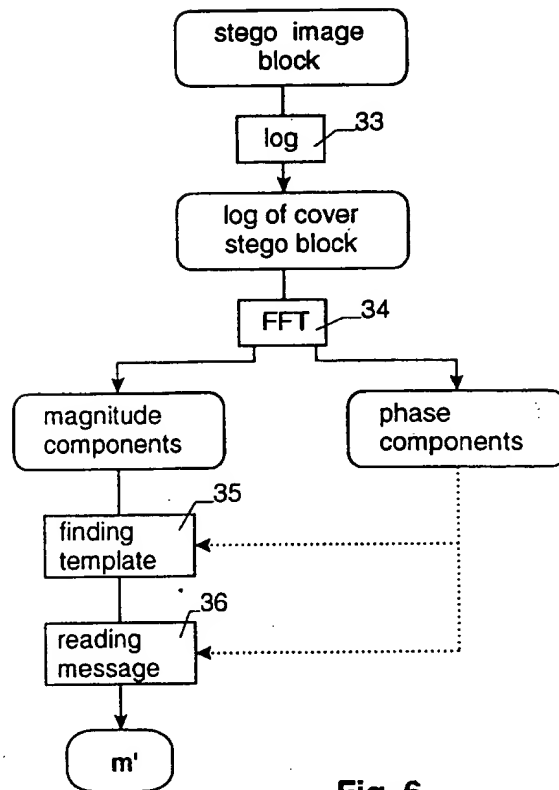 stego image
block
33
log
log of cover
stego block
34
FFT
magnitude
components
phase
components
35
finding
template
36
reading
message
m'
Fig. 6